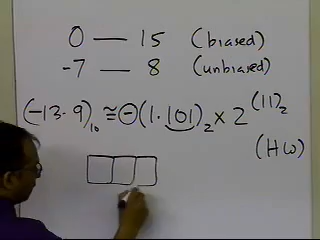 0 — 15 (biased)
-7 — 8 (unbiased)
(-13.9)₁₀ ≅ ⊖(1.101)₂ × 2^(11)₂
(HW)